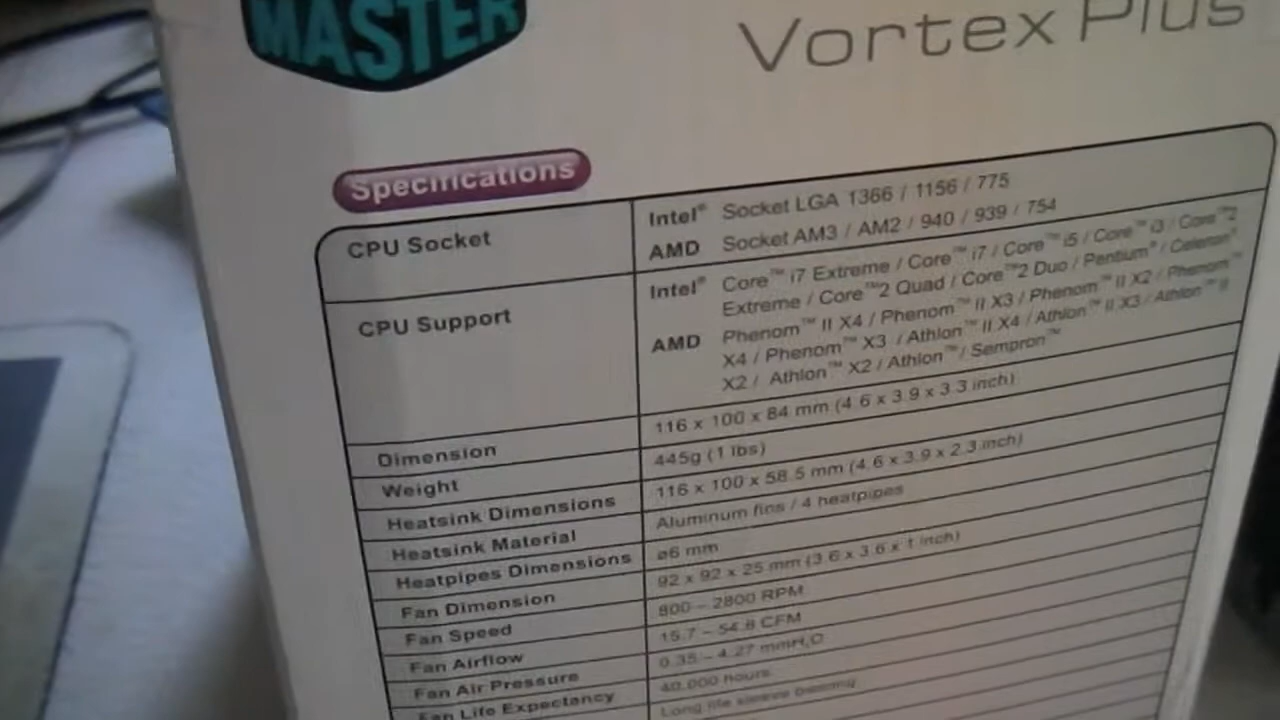 MASTER
Vortex Plus
Specifications
CPU Socket
Intel® Socket LGA 1366 / 1156 / 775
AMD Socket AM3 / AM2 / 940 / 939 / 754
CPU Support
Intel® Core™ i7 Extreme / Core™ i7 / Core™ i5 / Core™ i3 / Core™2
Extreme / Core™2 Quad / Core™2 Duo / Pentium® / Celeron®
AMD Phenom™ II X4 / Phenom™ II X3 / Phenom™ II X2 / Phenom™
X4 / Phenom™ X3 / Athlon™ II X4 / Athlon™ II X3 / Athlon™ II
X2 / Athlon™ X2 / Athlon™ / Sempron™
Dimension 116 x 100 x 84 mm (4.6 x 3.9 x 3.3 inch)
Weight 445g (1 lbs)
Heatsink Dimensions 116 x 100 x 58.5 mm (4.6 x 3.9 x 2.3 inch)
Heatsink Material Aluminum fins / 4 heatpipes
Heatpipes Dimensions ø6 mm
Fan Dimension 92 x 92 x 25 mm (3.6 x 3.6 x 1 inch)
Fan Speed 800 – 2800 RPM
Fan Airflow 15.7 – 54.8 CFM
Fan Air Pressure 0.35 – 4.27 mmH₂O
Fan Life Expectancy 40,000 hours
Long life sleeve bearing